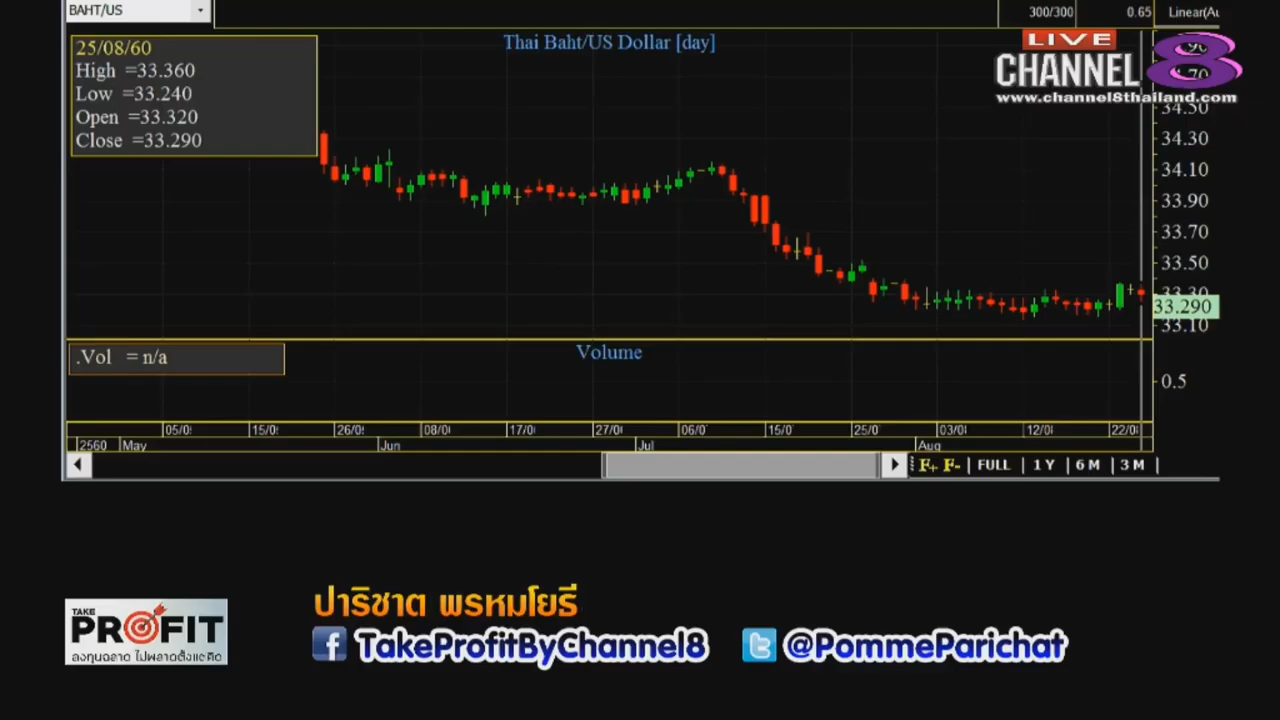 BAHT/US
300/300
0.65
Linear(Au
Thai Baht/US Dollar [day]
25/08/60
High =33.360
Low =33.240
Open =33.320
Close =33.290
LIVE
CHANNEL 8
www.channel8thailand.com
34.50
34.30
34.10
33.90
33.70
33.50
33.30
33.290
33.10
.Vol = n/a
Volume
0.5
05/0
15/0
26/0
08/0
17/0
27/0
06/0
15/0
25/0
03/0
12/0
22/0
2560
May
Jun
Jul
Aug
F+ F- | FULL | 1 Y | 6 M | 3 M |
TAKE
PROFIT
ลงทุนฉลาด ไม่พลาดตั้งแต่คิด
ปาริชาต พรหมโยธี
TakeProfitByChannel8
@PommeParichat